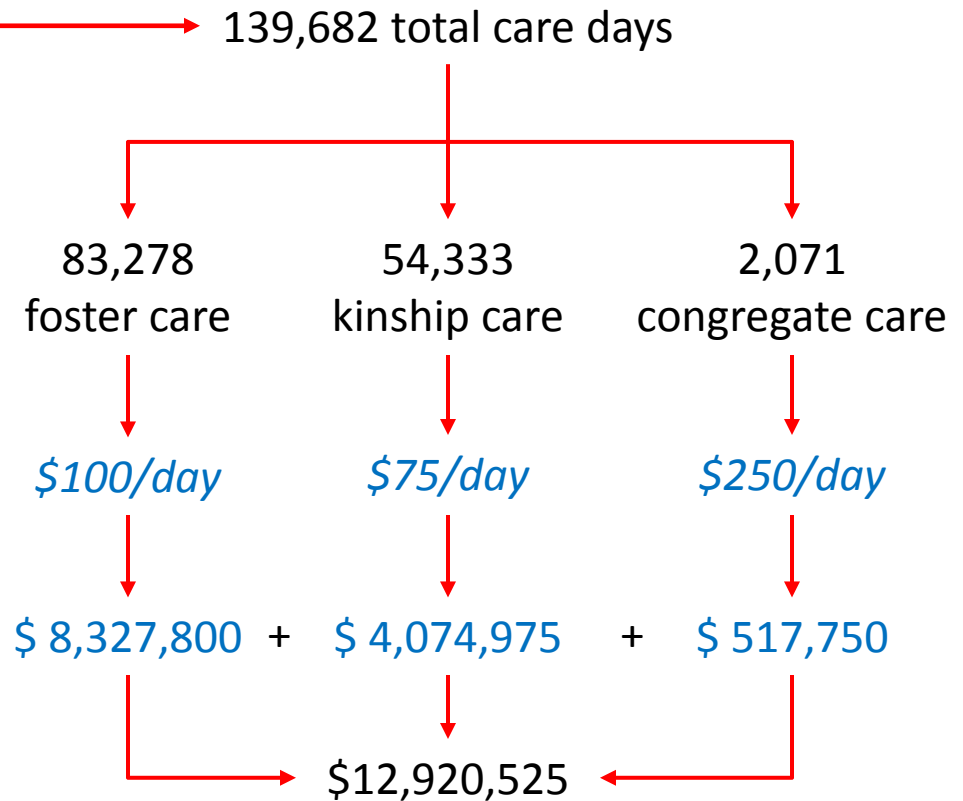 139,682 total care days
83,278 54,333 2,071
foster care kinship care congregate care
$100/day $75/day $250/day
$ 8,327,800 + $ 4,074,975 + $ 517,750
$12,920,525